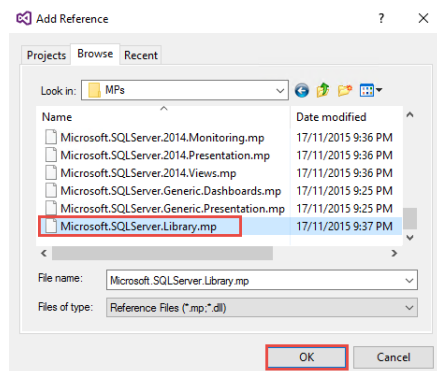 Add Reference
Projects Browse Recent
Look in: MPs
Name Date modified
Microsoft.SQLServer.2014.Monitoring.mp 17/11/2015 9:36 PM
Microsoft.SQLServer.2014.Presentation.mp 17/11/2015 9:36 PM
Microsoft.SQLServer.2014.Views.mp 17/11/2015 9:36 PM
Microsoft.SQLServer.Generic.Dashboards.mp 17/11/2015 9:25 PM
Microsoft.SQLServer.Generic.Presentation.mp 17/11/2015 9:25 PM
Microsoft.SQLServer.Library.mp 17/11/2015 9:37 PM
File name: Microsoft.SQLServer.Library.mp
Files of type: Reference Files (*.mp;*.dll)
OK Cancel